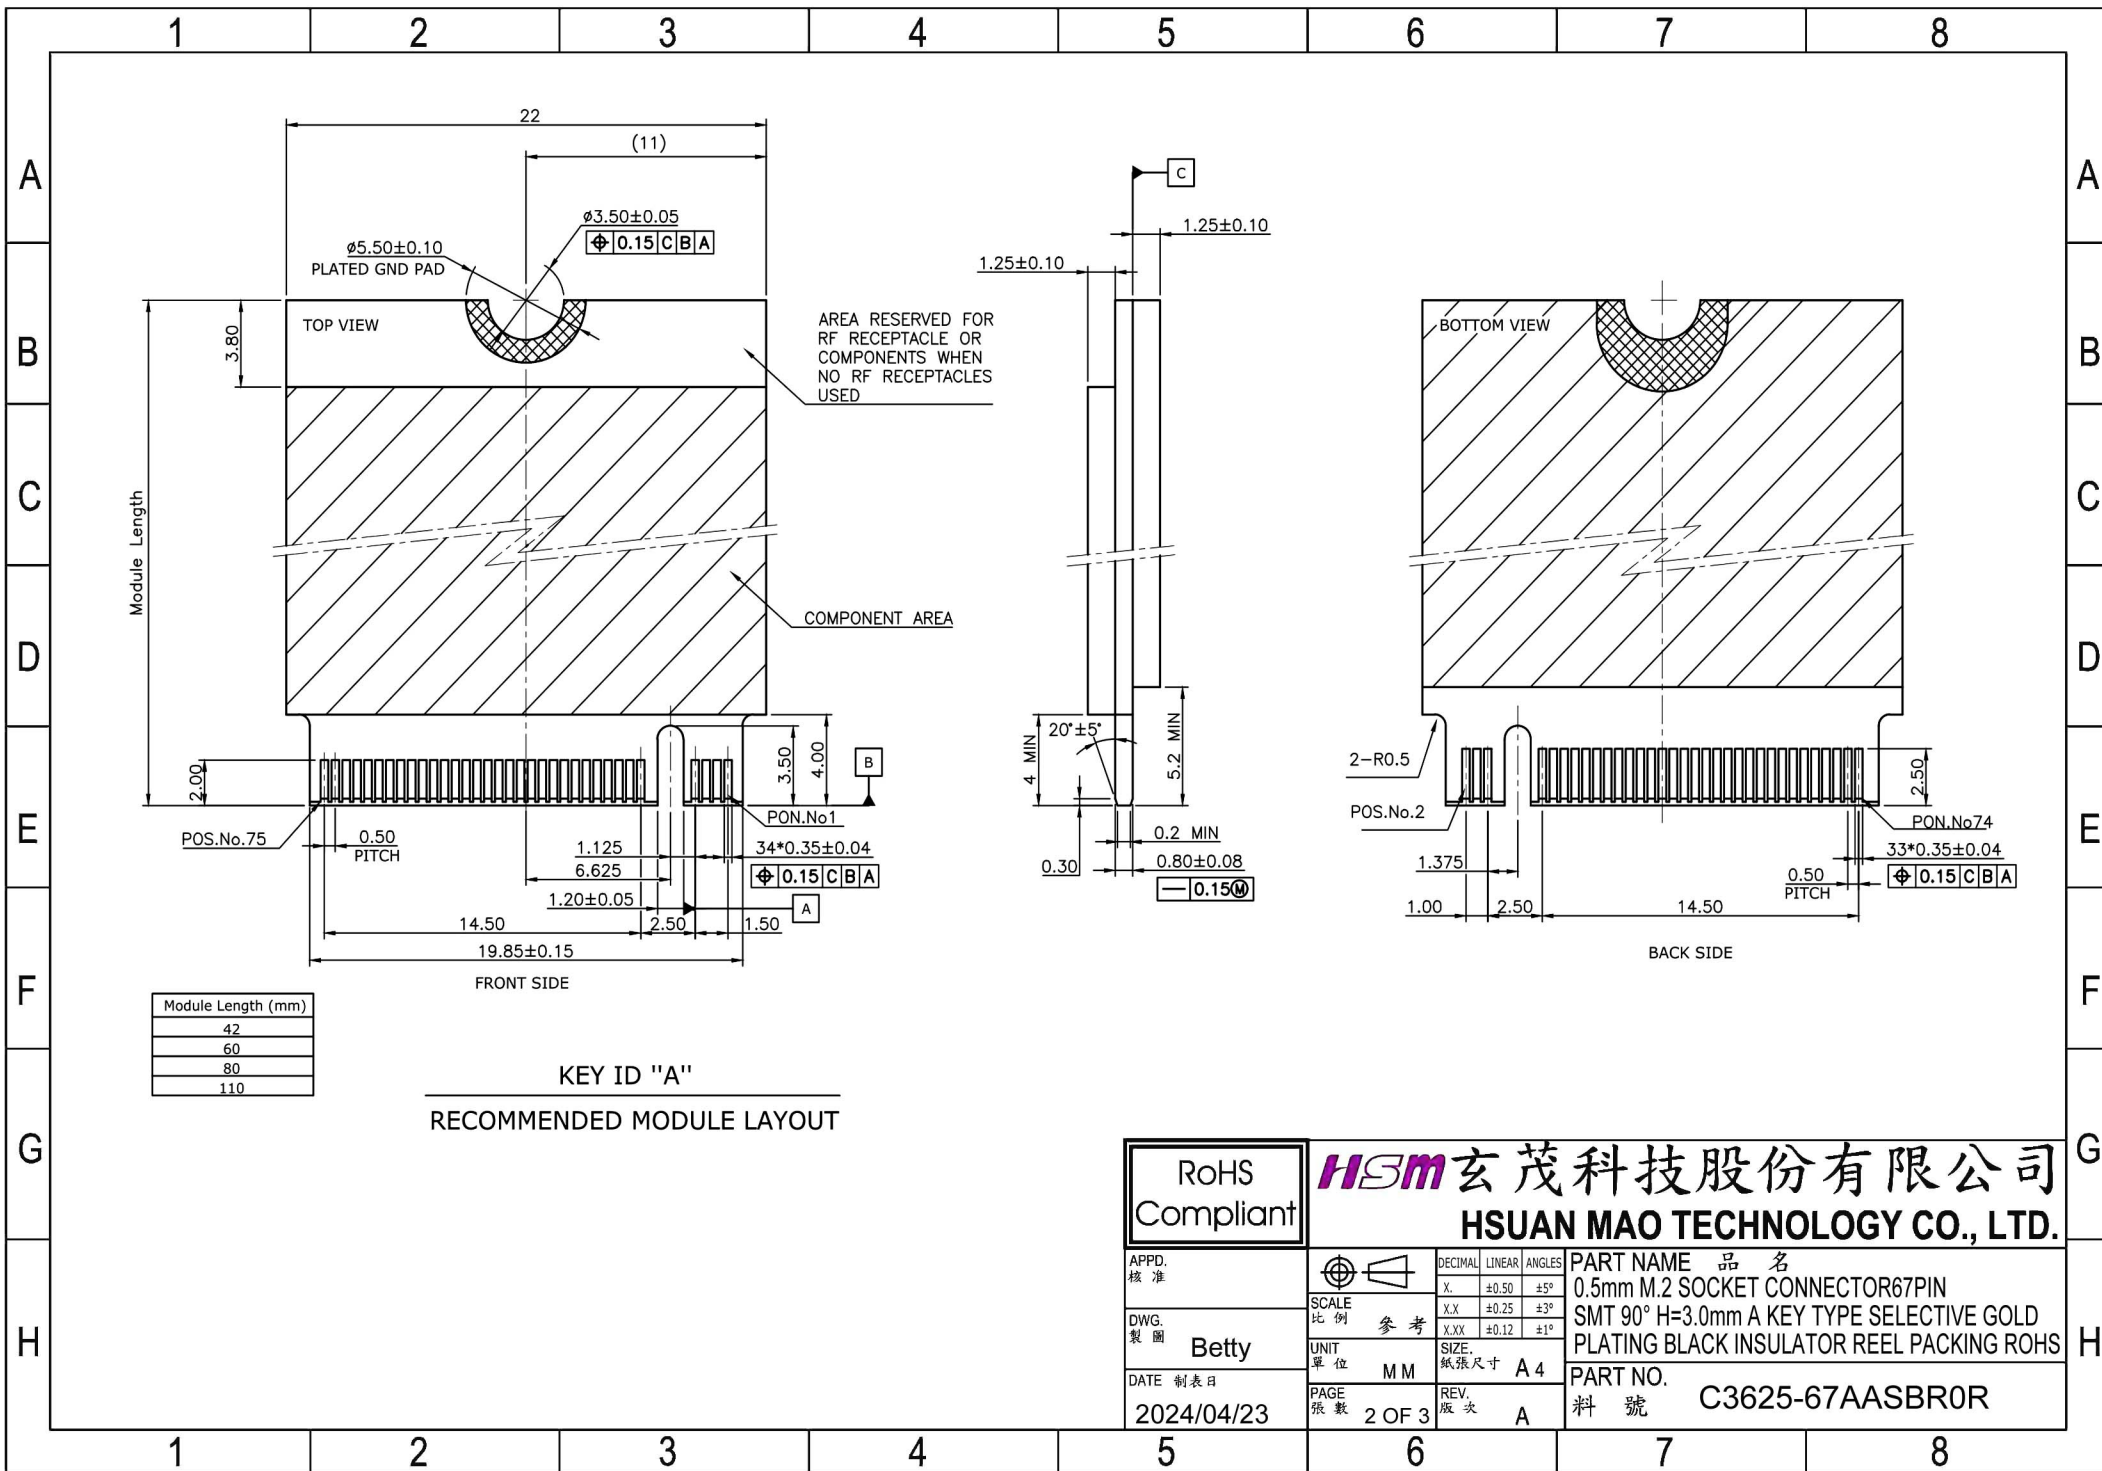 1 2 3 4 5 6 7 8
A A
B B
C C
D D
E E
F F
G G
H H
22
(11)
ø3.50±0.05
⌖ 0.15 C B A
ø5.50±0.10
PLATED GND PAD
TOP VIEW
3.80
AREA RESERVED FOR
RF RECEPTACLE OR
COMPONENTS WHEN
NO RF RECEPTACLES
USED
Module Length
COMPONENT AREA
2.00
3.50
4.00
B
POS.No.75
0.50
PITCH
PON.No1
1.125
34*0.35±0.04
6.625
⌖ 0.15 C B A
1.20±0.05
A
14.50
2.50
1.50
19.85±0.15
FRONT SIDE
C
1.25±0.10
1.25±0.10
20°±5°
4 MIN
5.2 MIN
0.2 MIN
0.30
0.80±0.08
— 0.15Ⓜ
BOTTOM VIEW
2-R0.5
2.50
POS.No.2
PON.No74
1.375
33*0.35±0.04
0.50
PITCH
⌖ 0.15 C B A
1.00
2.50
14.50
BACK SIDE
Module Length (mm)
42
60
80
110
KEY ID "A"
RECOMMENDED MODULE LAYOUT
RoHS
Compliant
HSm 玄茂科技股份有限公司
HSUAN MAO TECHNOLOGY CO., LTD.
APPD.
核准
DWG.
製圖 Betty
DATE 制表日
2024/04/23
SCALE
比例 參考
UNIT
單位 MM
PAGE
張數 2 OF 3
DECIMAL LINEAR ANGLES
X. ±0.50 ±5°
X.X ±0.25 ±3°
X.XX ±0.12 ±1°
SIZE.
紙張尺寸 A4
REV.
版次 A
PART NAME 品名
0.5mm M.2 SOCKET CONNECTOR67PIN
SMT 90° H=3.0mm A KEY TYPE SELECTIVE GOLD
PLATING BLACK INSULATOR REEL PACKING ROHS
PART NO.
料號 C3625-67AASBR0R
1 2 3 4 5 6 7 8